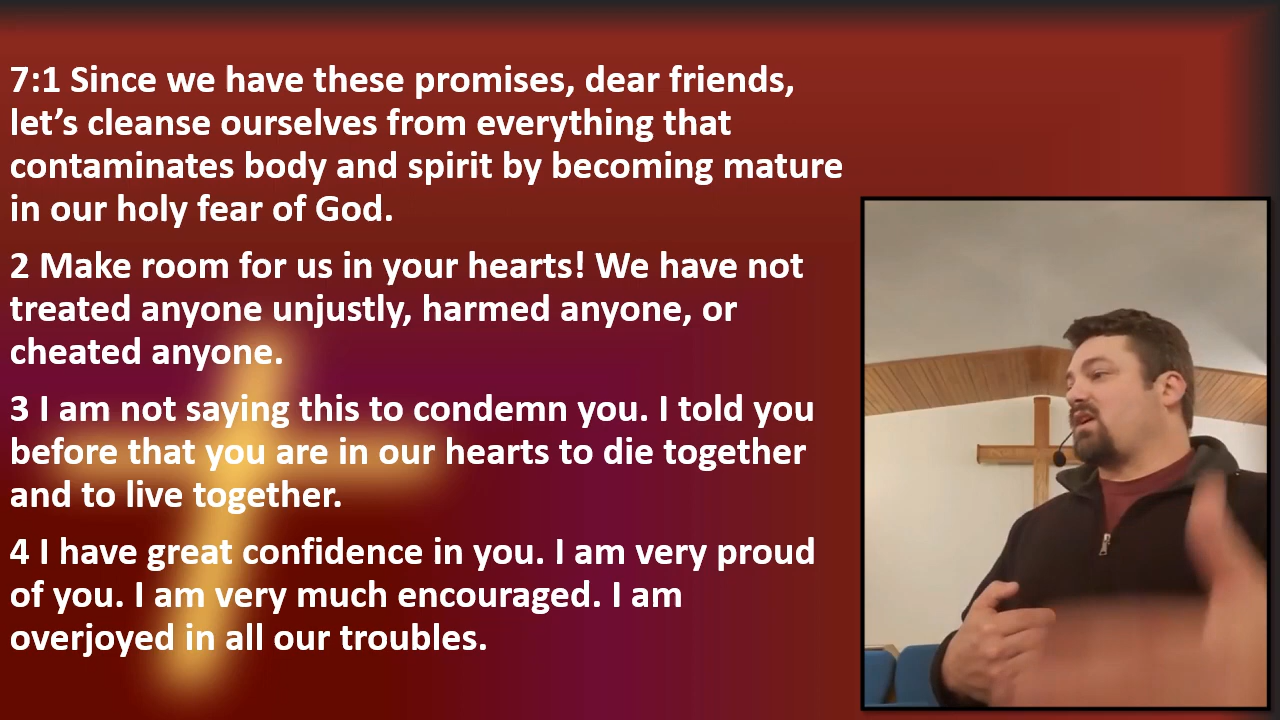 7:1 Since we have these promises, dear friends,
let’s cleanse ourselves from everything that
contaminates body and spirit by becoming mature
in our holy fear of God.
2 Make room for us in your hearts! We have not
treated anyone unjustly, harmed anyone, or
cheated anyone.
3 I am not saying this to condemn you. I told you
before that you are in our hearts to die together
and to live together.
4 I have great confidence in you. I am very proud
of you. I am very much encouraged. I am
overjoyed in all our troubles.